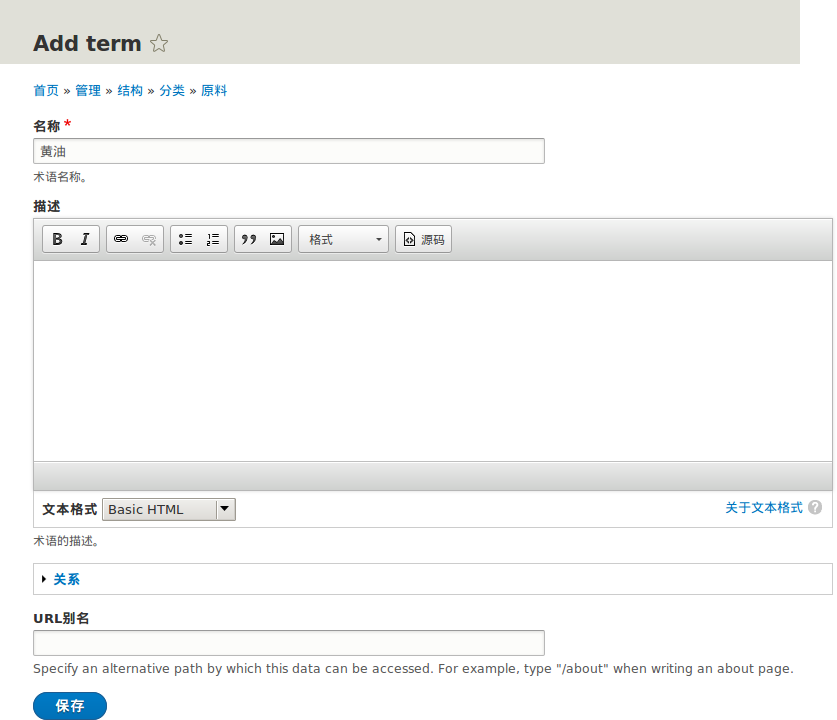 Add term
首页 » 管理 » 结构 » 分类 » 原料
名称 *
黄油
术语名称。
描述
B I 格式 源码
文本格式 Basic HTML 关于文本格式 ?
术语的描述。
关系
URL别名
Specify an alternative path by which this data can be accessed. For example, type "/about" when writing an about page.
保存